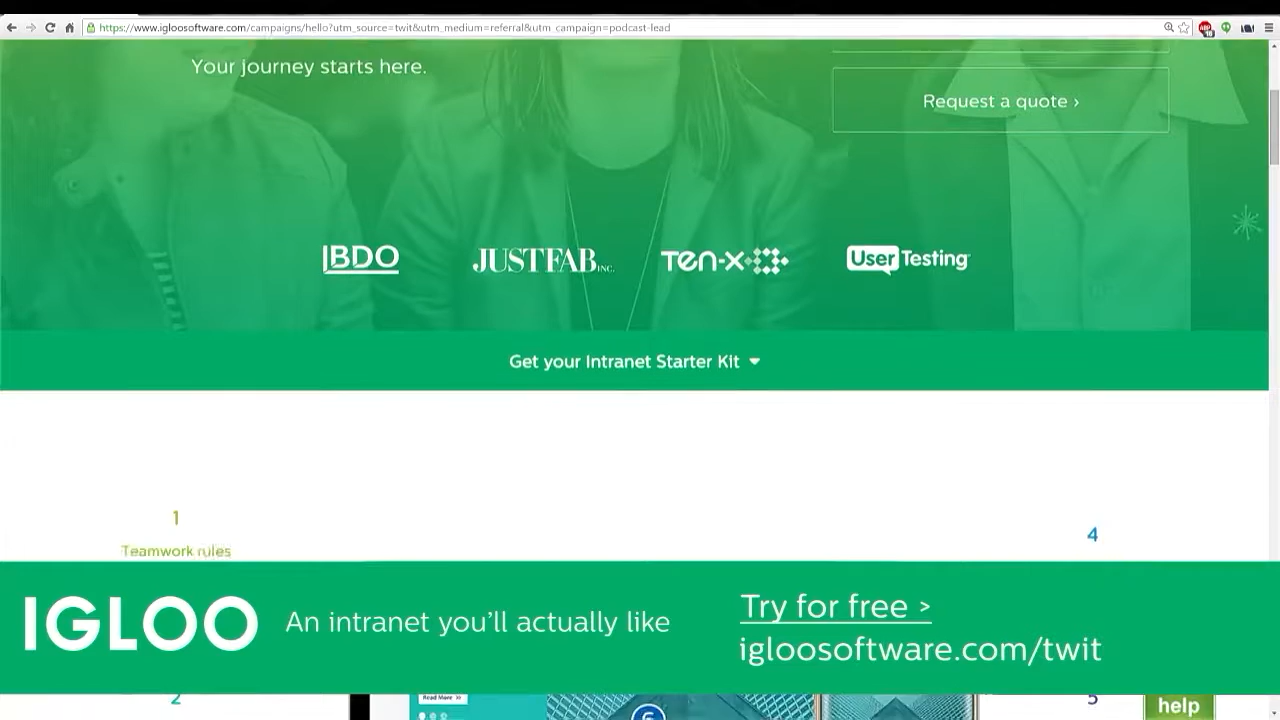 https://www.igloosoftware.com/campaigns/hello?utm_source=twit&utm_medium=referral&utm_campaign=podcast-lead
ABP
Your journey starts here.
Request a quote ›
IBDO
JUSTFAB INC.
Ten-X
UserTesting
Get your Intranet Starter Kit
1
4
Teamwork rules
IGLOO
An intranet you'll actually like
Try for free >
igloosoftware.com/twit
2
Read More >>
5
help